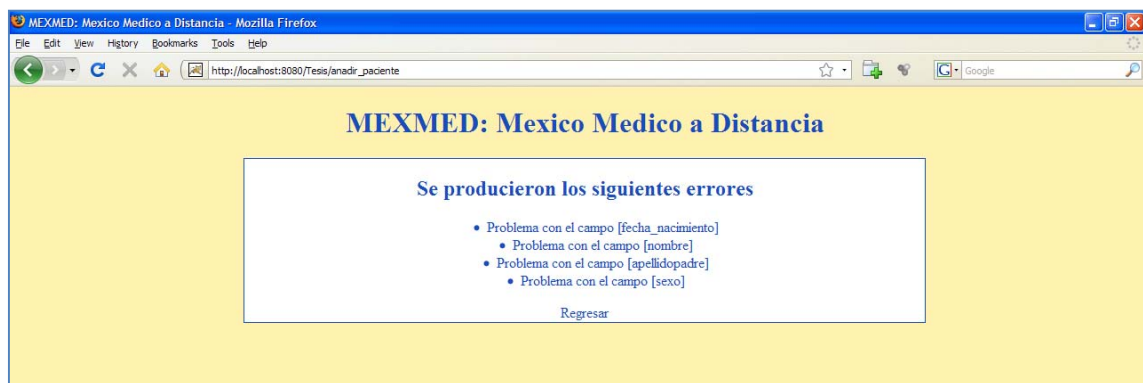 MEXMED: Mexico Medico a Distancia - Mozilla Firefox
File Edit View History Bookmarks Tools Help
http://localhost:8080/Tesis/anadir_paciente
G Google
MEXMED: Mexico Medico a Distancia
Se producieron los siguientes errores
• Problema con el campo [fecha_nacimiento]
• Problema con el campo [nombre]
• Problema con el campo [apellidopadre]
• Problema con el campo [sexo]
Regresar